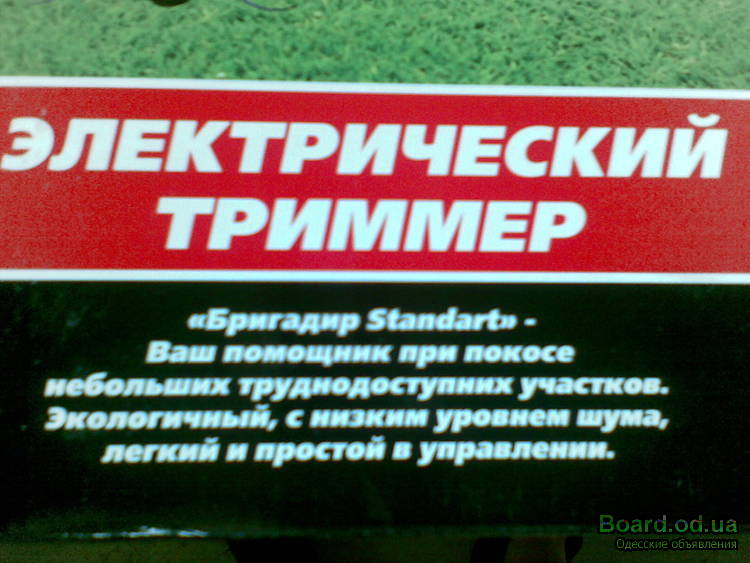 ЭЛЕКТРИЧЕСКИЙ
ТРИММЕР
«Бригадир Standart» -
Ваш помощник при покосе
небольших труднодоступних участков.
Экологичный, с низким уровнем шума,
легкий и простой в управлении.
Board.od.ua
Одесские объявления